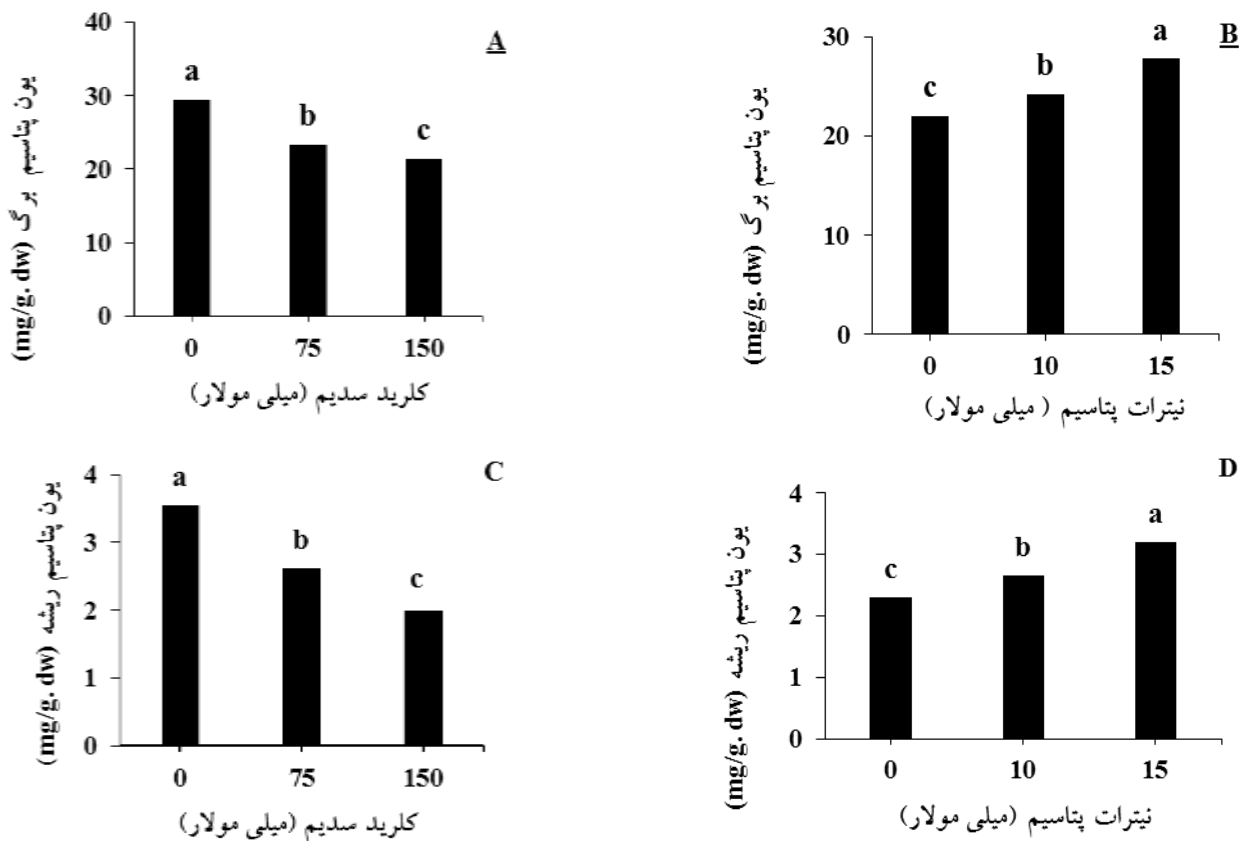 A
40
30
20
10
0
a
b
c
0 75 150
یون پتاسیم برگ
(mg/g. dw)
کلرید سدیم (میلی مولار)
B
30
20
10
0
c
b
a
0 10 15
یون پتاسیم برگ
(mg/g. dw)
نیترات پتاسیم ( میلی مولار)
C
4
3
2
1
0
a
b
c
0 75 150
یون پتاسیم ریشه
(mg/g. dw)
کلرید سدیم (میلی مولار)
D
4
3
2
1
0
c
b
a
0 10 15
یون پتاسیم ریشه
(mg/g. dw)
نیترات پتاسیم (میلی مولار)